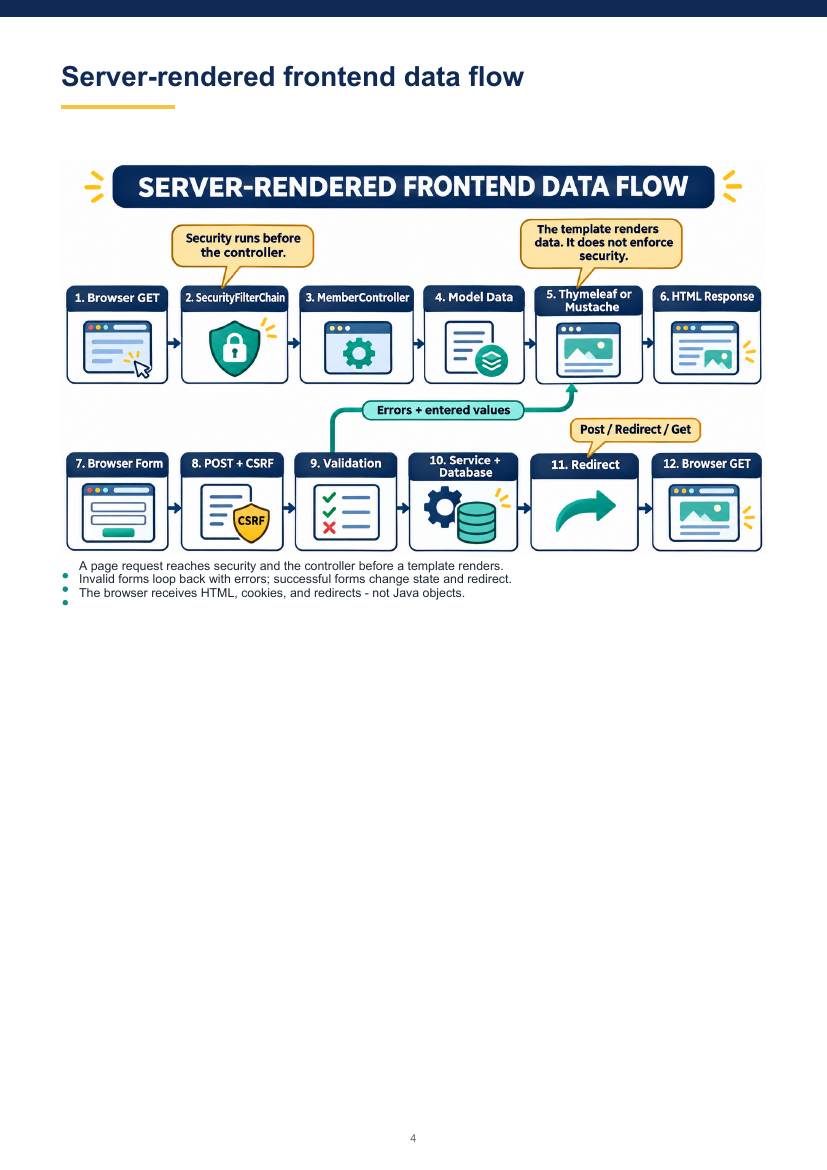 Server-rendered frontend data flow
SERVER-RENDERED FRONTEND DATA FLOW
Security runs before
the controller.
The template renders
data. It does not enforce
security.
1. Browser GET
2. SecurityFilterChain
3. MemberController
4. Model Data
5. Thymeleaf or
Mustache
6. HTML Response
Errors + entered values
Post / Redirect / Get
7. Browser Form
8. POST + CSRF
CSRF
9. Validation
10. Service +
Database
11. Redirect
12. Browser GET
A page request reaches security and the controller before a template renders.
Invalid forms loop back with errors; successful forms change state and redirect.
The browser receives HTML, cookies, and redirects - not Java objects.
4